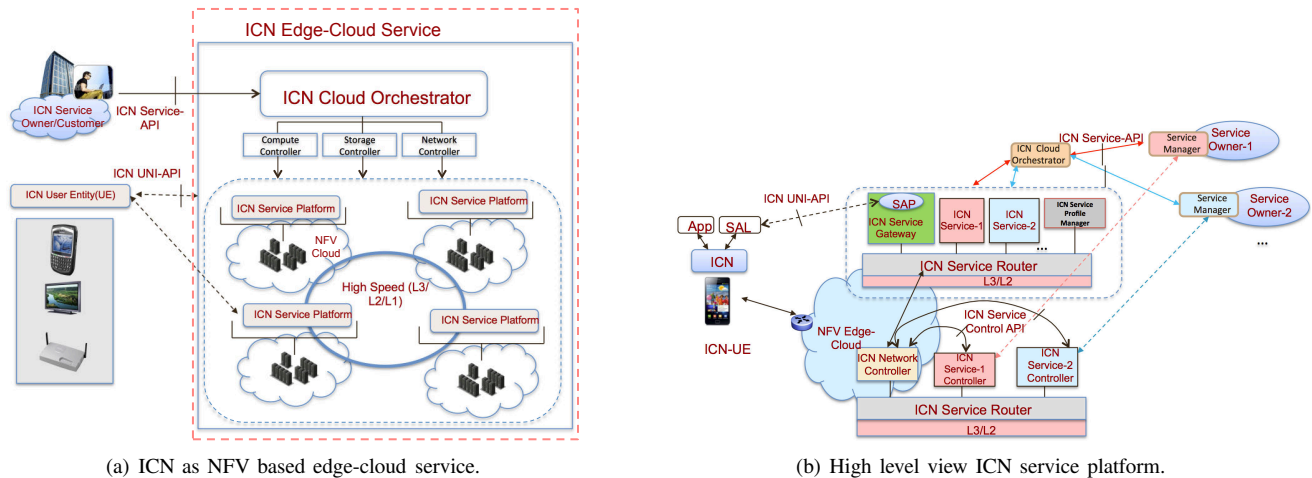 ICN Edge-Cloud Service
ICN Cloud Orchestrator
ICN Service
Owner/Customer
ICN Service-
API
Compute
Controller
Storage
Controller
Network
Controller
ICN UNI-API
ICN User Entity(UE)
ICN Service Platform
ICN Service Platform
NFV
Cloud
High Speed (L3/
L2/L1)
ICN Service Platform
ICN Service Platform
(a) ICN as NFV based edge-cloud service.
ICN Service-API
Service
Manager
Service
Owner-1
ICN Cloud
Orchestrator
Service
Manager
Service
Owner-2
...
ICN UNI-API
SAP
ICN Service
Gateway
ICN
Service-1
ICN
Service-2
...
ICN Service
Profile
Manager
App
SAL
ICN
ICN Service Router
L3/L2
ICN-UE
NFV Edge-
Cloud
ICN Service
Control API
ICN Network
Controller
ICN
Service-1
Controller
ICN
Service-2
Controller
ICN Service Router
L3/L2
(b) High level view ICN service platform.